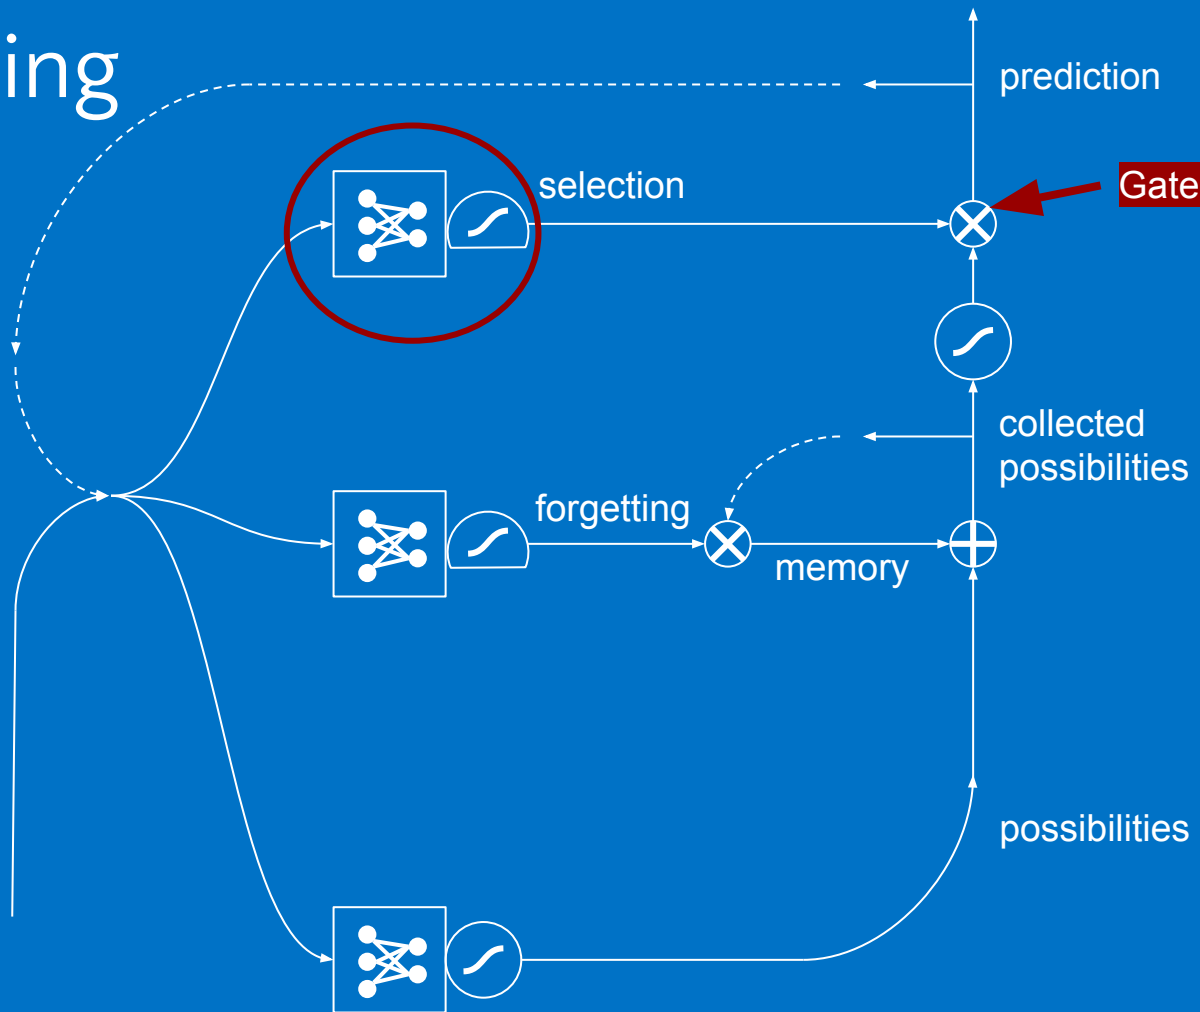 ing
prediction
selection
Gate
collected
possibilities
forgetting
memory
possibilities